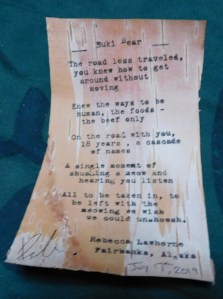 Buki Bear
The road less traveled,
you knew how to get
around without
moving
Knew the ways to be
human, the foods -
the beef only
On the road with you,
18 years, a cascade
of names
A single moment of
shushing a meow and
hearing you listen
All to be taken in, to
be left with the
meowing we wish
we could unshoosh.
Rebecca Lawhorne
Fairbanks, Alaska
July 2019